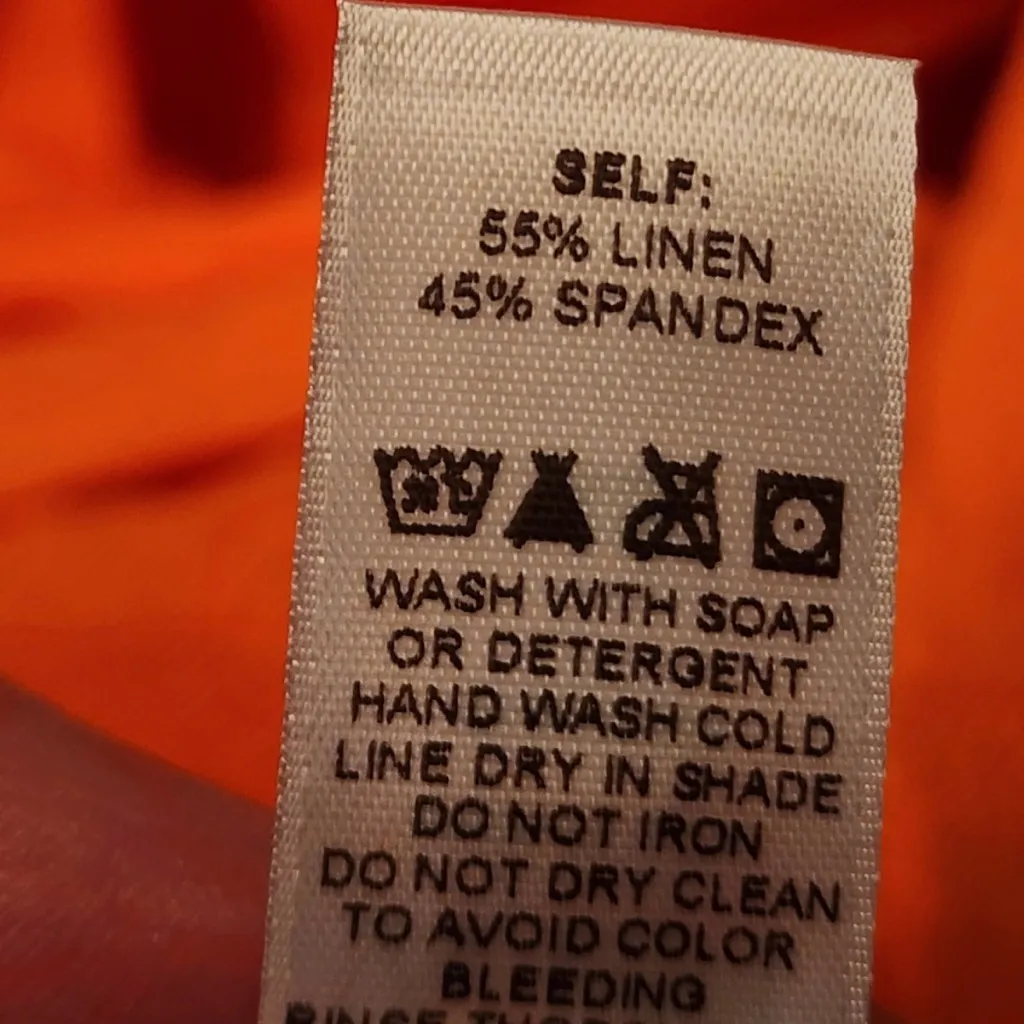 SELF:
55% LINEN
45% SPANDEX
WASH WITH SOAP
OR DETERGENT
HAND WASH COLD
LINE DRY IN SHADE
DO NOT IRON
DO NOT DRY CLEAN
TO AVOID COLOR
BLEEDING
RINSE